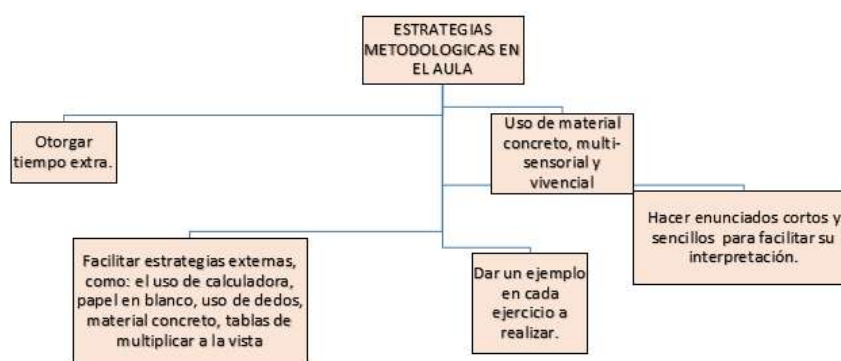 ESTRATEGIAS
METODOLOGICAS EN
EL AULA
Otorgar
tiempo extra.
Uso de material
concreto, multi-
sensorial y
vivencial
Hacer enunciados cortos y
sencillos para facilitar su
interpretación.
Facilitar estrategias externas,
como: el uso de calculadora,
papel en blanco, uso de dedos,
material concreto, tablas de
multiplicar a la vista
Dar un ejemplo
en cada
ejercicio a
realizar.